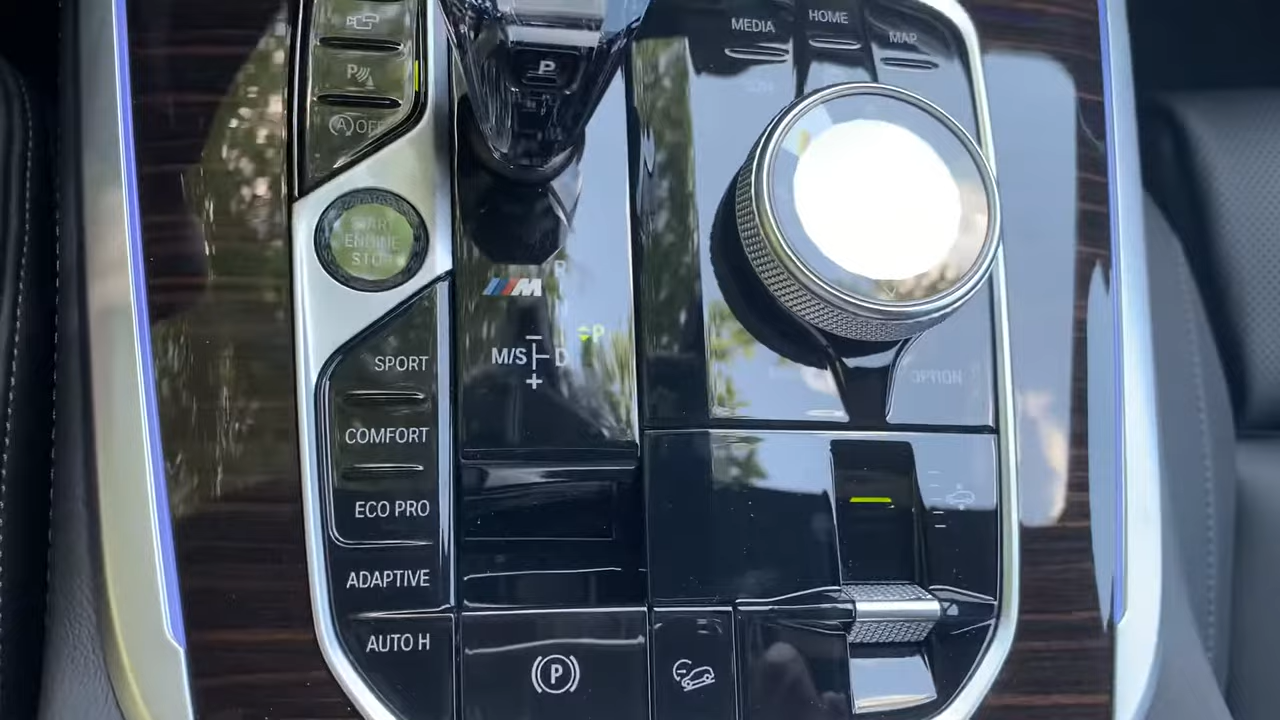 MEDIA
HOME
MAP
P
P
A OFF
START
ENGINE
STOP
R
M
P
M/S
D
SPORT
COMFORT
OPTION
ECO PRO
ADAPTIVE
AUTO H
P